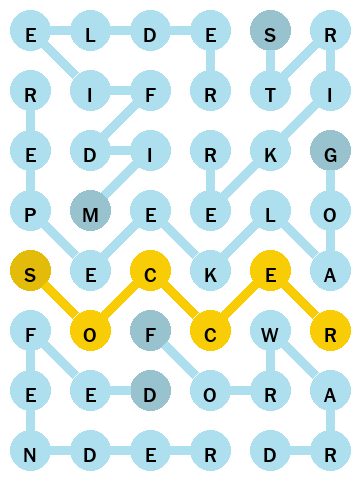 E L D E S R
R I F R T I
E D I R K G
P M E E L O
S E C K E A
F O F C W R
E E D O R A
N D E R D R